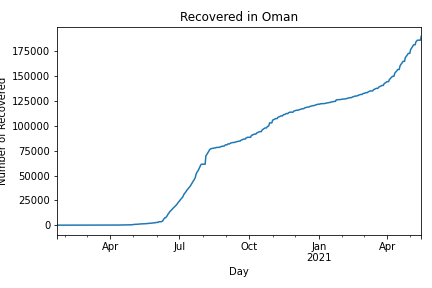 Recovered in Oman
Number of Recovered
175000
150000
125000
100000
75000
50000
25000
0
Apr
Jul
Oct
Jan
2021
Apr
Day